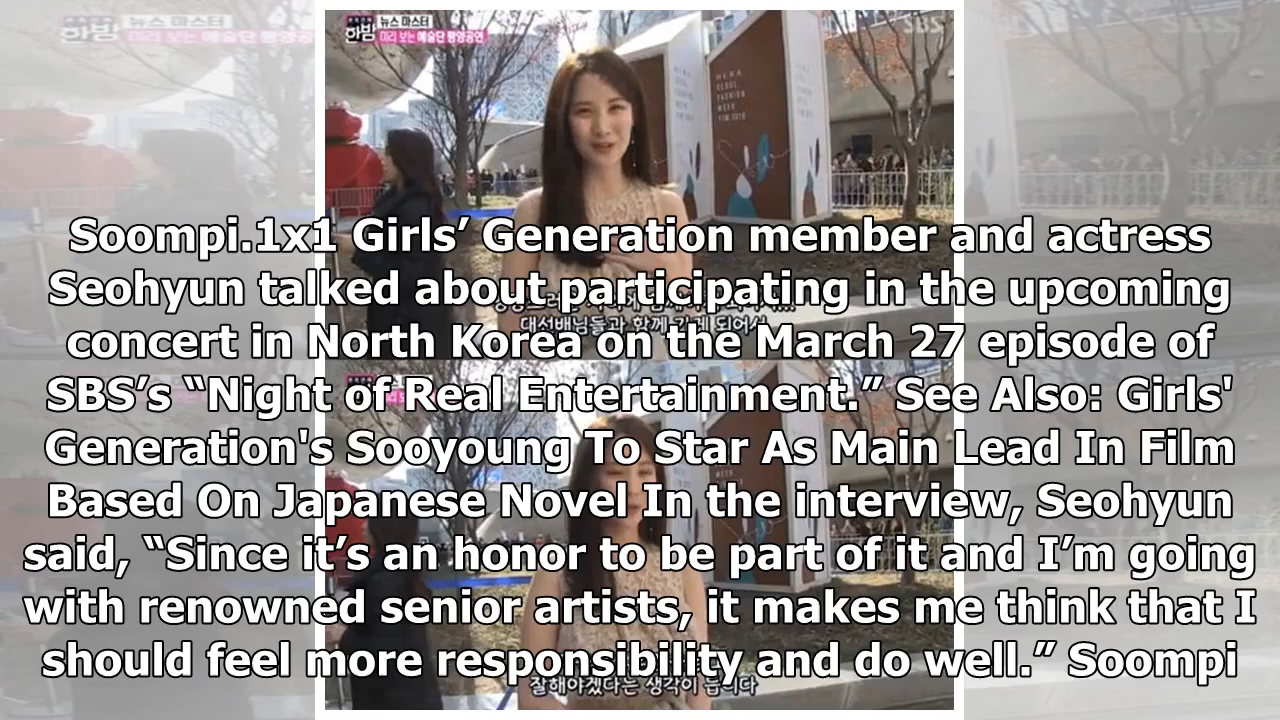 뉴스 마스터
한밤
미리 보는 예술단 평양공연
SBS
HERA
SEOUL
FASHION
WEEK
Soompi.1x1 Girls’ Generation member and actress
Seohyun talked about participating in the upcoming
대선배님들과 함께 가게 되어서
concert in North Korea on the March 27 episode of
SBS’s “Night of Real Entertainment.” See Also: Girls'
Generation's Sooyoung To Star As Main Lead In Film
Based On Japanese Novel In the interview, Seohyun
said, “Since it’s an honor to be part of it and I’m going
with renowned senior artists, it makes me think that I
should feel more responsibility and do well.” Soompi
잘해야겠다는 생각이 듭니다